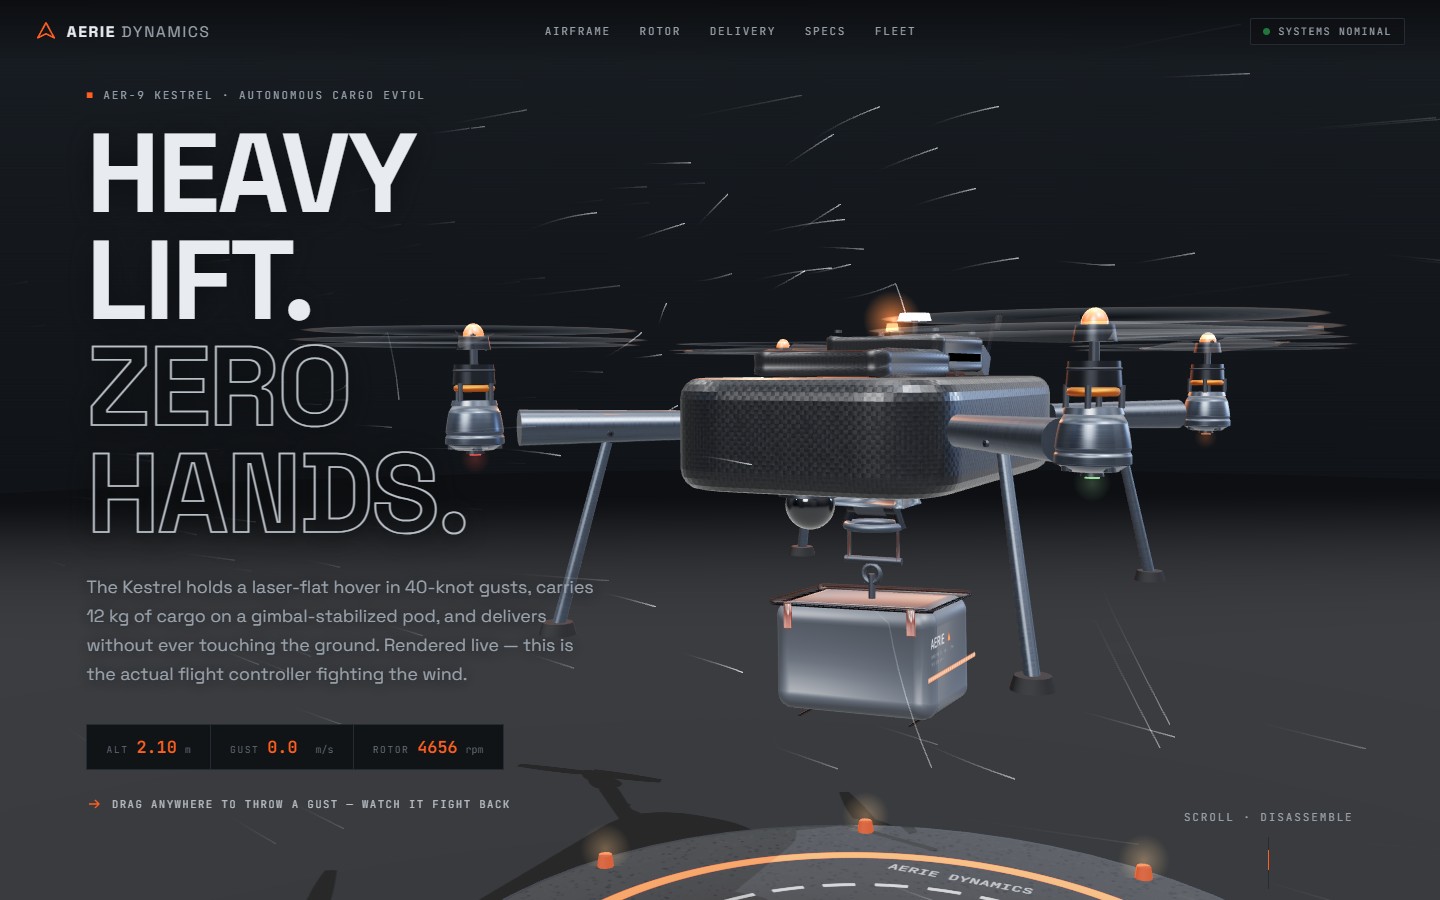 AERIE DYNAMICS
AIRFRAME ROTOR DELIVERY SPECS FLEET
SYSTEMS NOMINAL
AER-9 KESTREL · AUTONOMOUS CARGO EVTOL
HEAVY
LIFT.
ZERO
HANDS.
The Kestrel holds a laser-flat hover in 40-knot gusts, carries
12 kg of cargo on a gimbal-stabilized pod, and delivers
without ever touching the ground. Rendered live — this is
the actual flight controller fighting the wind.
ALT 2.10 m GUST 0.0 m/s ROTOR 4656 rpm
→ DRAG ANYWHERE TO THROW A GUST — WATCH IT FIGHT BACK
AERIE
SCROLL · DISASSEMBLE
AERIE DYNAMICS